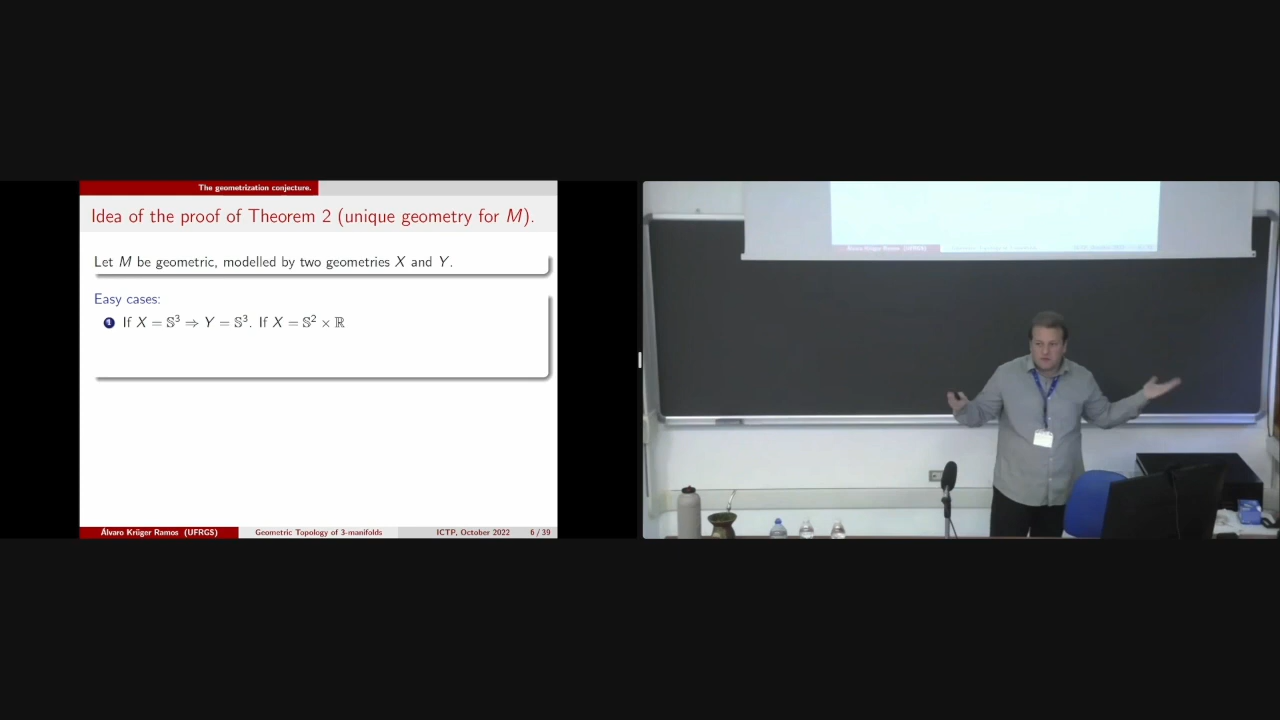 The geometrization conjecture.
Idea of the proof of Theorem 2 (unique geometry for M).
Let M be geometric, modelled by two geometries X and Y.
Easy cases:
1 If X = 𝕊³ ⇒ Y = 𝕊³. If X = 𝕊² × ℝ
Álvaro Krüger Ramos (UFRGS) Geometric Topology of 3-manifolds ICTP, October 2022 6 / 39